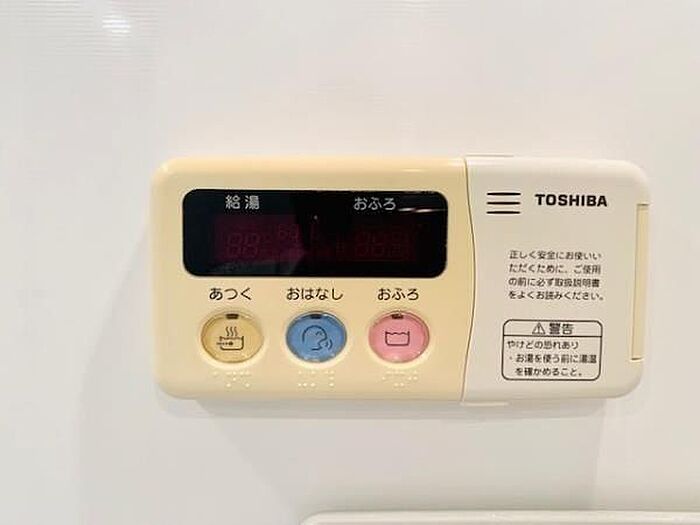 給湯 おふろ
TOSHIBA
あつく おはなし おふろ
正しく安全にお使いい
ただくために、ご使用
の前に必ず取扱説明書
をよくお読みください。
⚠警告
やけどの恐れあり
・お湯を使う前に湯温
を確かめること。